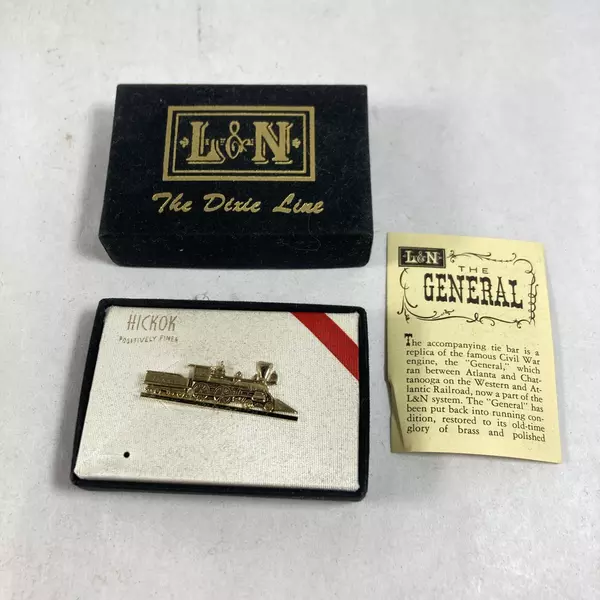 L&N
The Dixie Line
HICKOK
POSITIVELY FINER
L&N
THE
GENERAL
The accompanying tie bar is a
replica of the famous Civil War
engine, the "General," which
ran between Atlanta and Chat-
tanooga on the Western and At-
lantic Railroad, now a part of the
L&N system. The "General" has
been put back into running con-
dition, restored to its old-time
glory of brass and polished